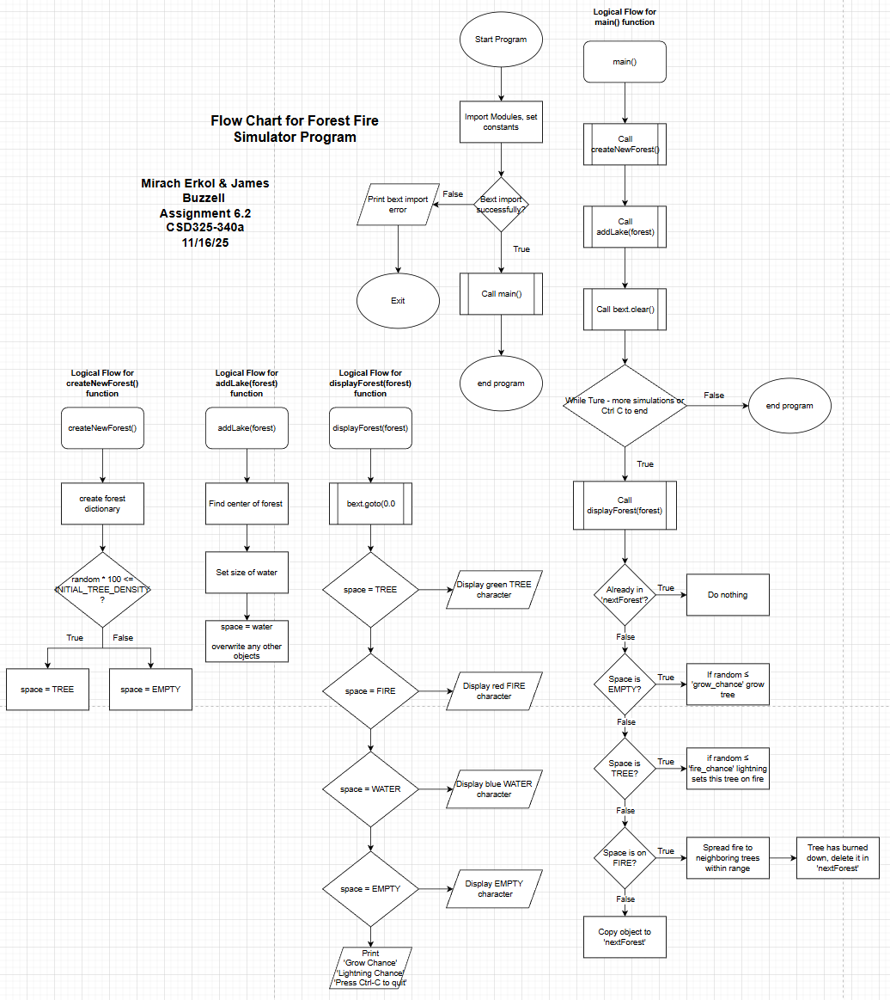 Flow Chart for Forest Fire
Simulator Program
Mirach Erkol & James
Buzzell
Assignment 6.2
CSD325-340a
11/16/25
Start Program
Import Modules, set
constants
Bext import
successfully?
False
Print bext import
error
Exit
True
Call main()
end program
Logical Flow for
main() function
main()
Call
createNewForest()
Call
addLake(forest)
Call bext.clear()
While Ture - more simulations or
Ctrl C to end
False
end program
True
Call
displayForest(forest)
Already in
'nextForest'?
True
Do nothing
False
Space is
EMPTY?
True
If random ≤
'grow_chance' grow
tree
False
Space is
TREE?
True
if random ≤
'fire_chance' lightning
sets this tree on fire
False
Space is on
FIRE?
True
Spread fire to
neighboring trees
within range
Tree has burned
down, delete it in
'nextForest'
False
Copy object to
'nextForest'
Logical Flow for
createNewForest()
function
createNewForest()
create forest
dictionary
random * 100 <=
INITIAL_TREE_DENSITY
?
True
False
space = TREE
space = EMPTY
Logical Flow for
addLake(forest)
function
addLake(forest)
Find center of forest
Set size of water
space = water
overwrite any other
objects
Logical Flow for
displayForest(forest)
function
displayForest(forest)
bext.goto(0.0
space = TREE
Display green TREE
character
space = FIRE
Display red FIRE
character
space = WATER
Display blue WATER
character
space = EMPTY
Display EMPTY
character
Print
'Grow Chance'
'Lightning Chance'
'Press Ctrl-C to quit'